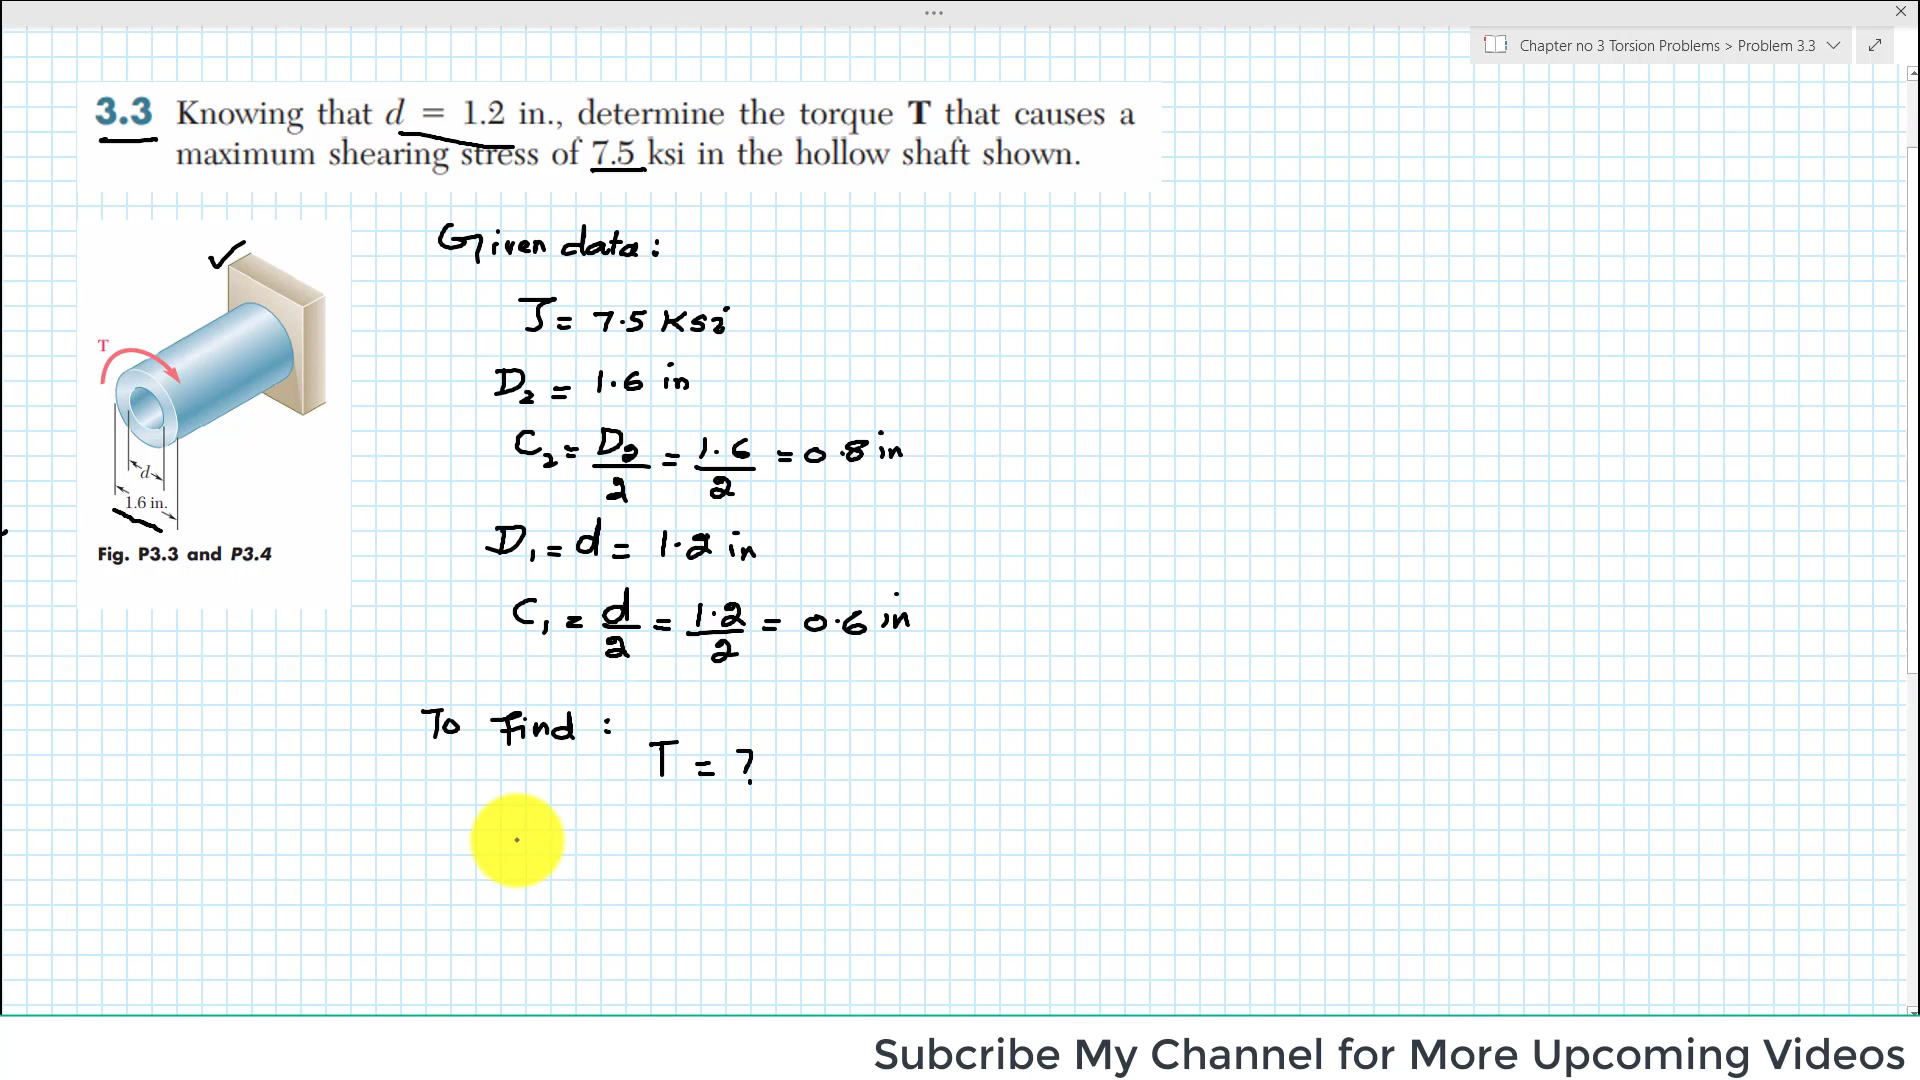 ...
Chapter no 3 Torsion Problems > Problem 3.3
3.3 Knowing that d = 1.2 in., determine the torque T that causes a
maximum shearing stress of 7.5 ksi in the hollow shaft shown.
T
d
1.6 in.
Fig. P3.3 and P3.4
Given data:
J = 7.5 Ksi
D₂ = 1.6 in
C₂ = D₂/2 = 1.6/2 = 0.8 in
D₁ = d = 1.2 in
C₁ = d/2 = 1.2/2 = 0.6 in
To Find:
T = ?
Subcribe My Channel for More Upcoming Videos